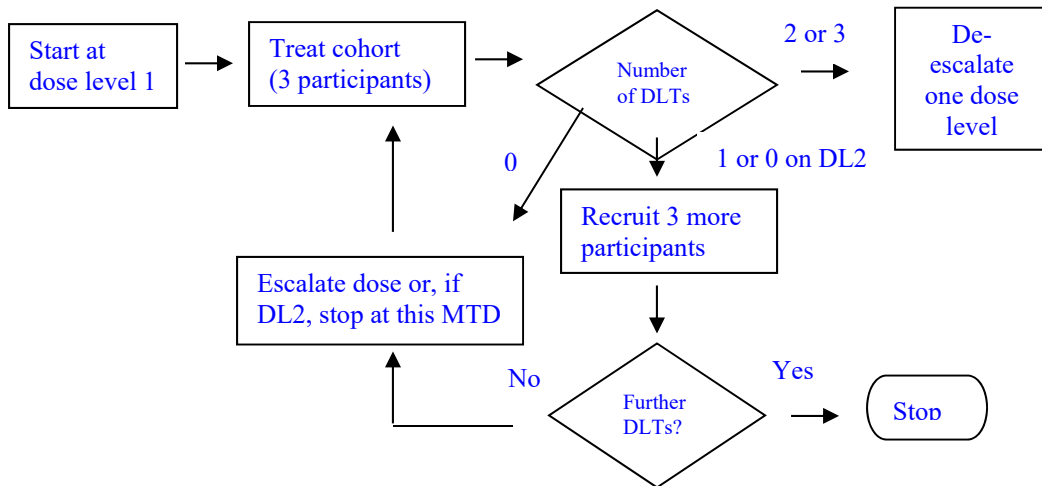 Start at
dose level 1
Treat cohort
(3 participants)
Number
of DLTs
2 or 3
De-
escalate
one dose
level
0
1 or 0 on DL2
Recruit 3 more
participants
Escalate dose or, if
DL2, stop at this MTD
No
Further
DLTs?
Yes
Stop